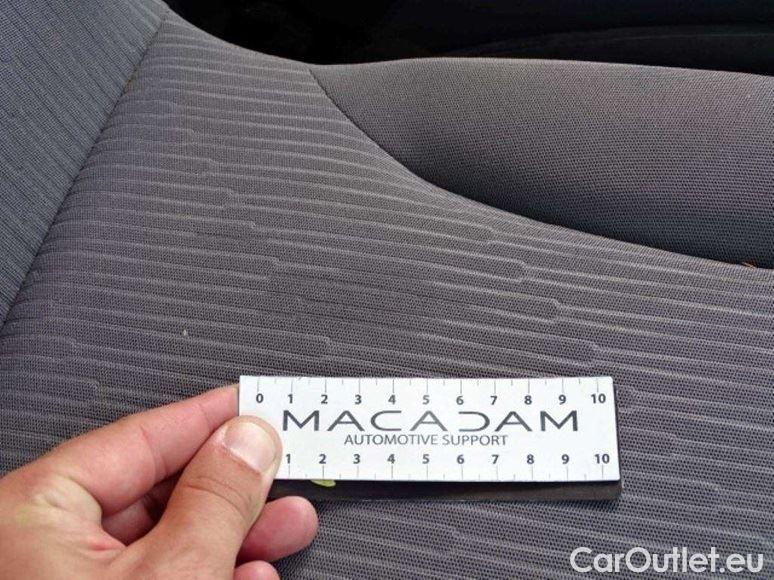 0 1 2 3 4 5 6 7 8 9 10
MACADAM
AUTOMOTIVE SUPPORT
1 2 3 4 5 6 7 8 9 10
CarOutlet.eu